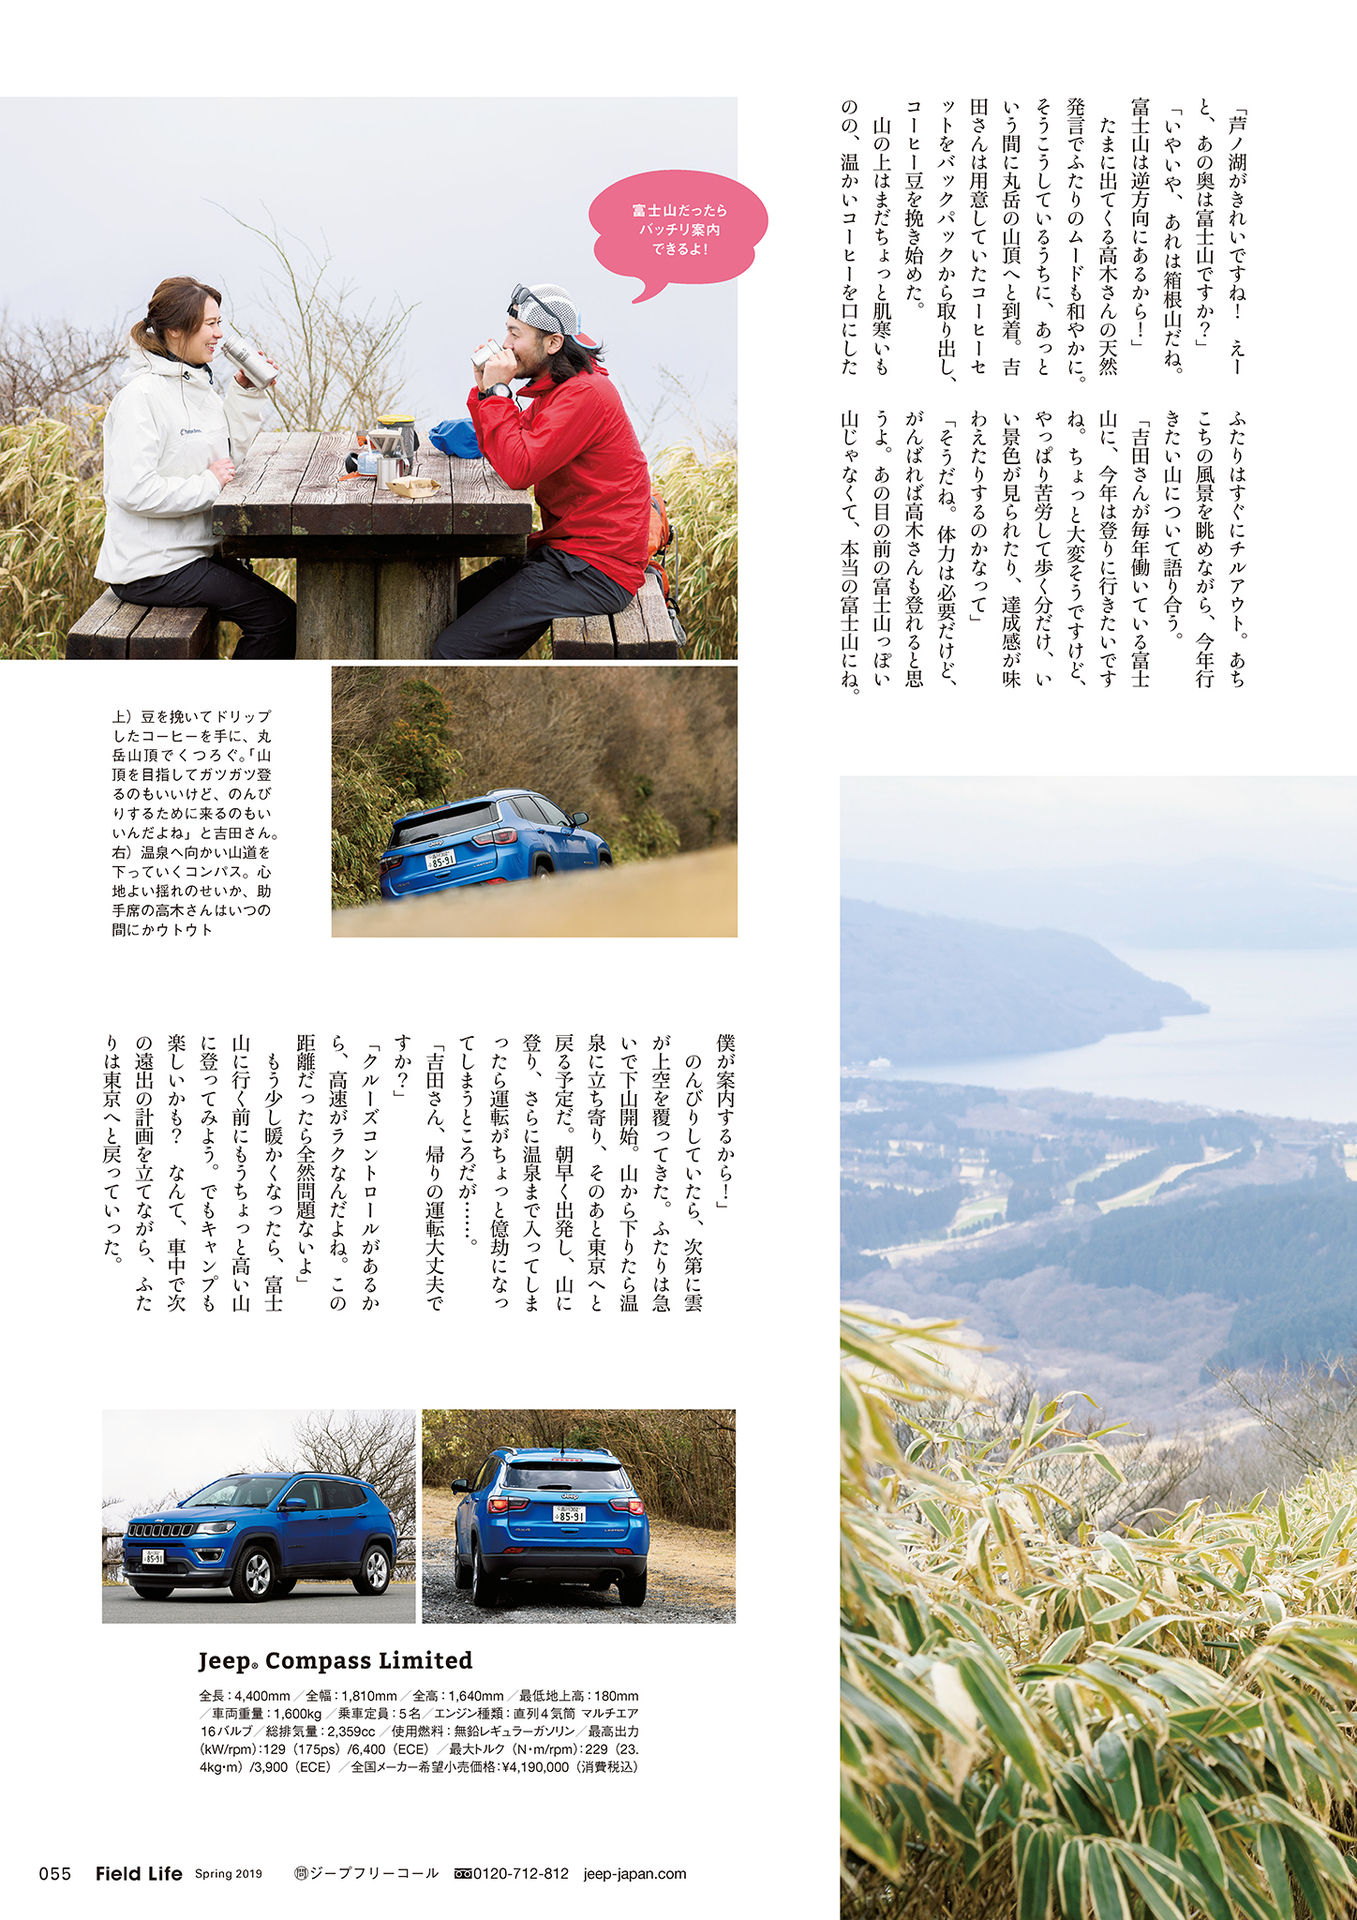 「芦ノ湖がきれいですね！　えー
と、あの奥は富士山ですか？」
「いやいや、あれは箱根山だね。
富士山は逆方向にあるから！」
　たまに出てくる高木さんの天然
発言でふたりのムードも和やかに。
そうこうしているうちに、あっと
いう間に丸岳の山頂へと到着。吉
田さんは用意していたコーヒーセ
ットをバックパックから取り出し、
コーヒー豆を挽き始めた。
　山の上はまだちょっと肌寒いも
のの、温かいコーヒーを口にした
ふたりはすぐにチルアウト。あち
こちの風景を眺めながら、今年行
きたい山について語り合う。
「吉田さんが毎年働いている富士
山に、今年は登りに行きたいです
ね。ちょっと大変そうですけど、
やっぱり苦労して歩く分だけ、い
い景色が見られたり、達成感が味
わえたりするのかなって」
「そうだね。体力は必要だけど、
がんばれば高木さんも登れると思
うよ。あの目の前の富士山っぽい
山じゃなくて、本当の富士山にね。
富士山だったら
バッチリ案内
できるよ！
上）豆を挽いてドリップ
したコーヒーを手に、丸
岳山頂でくつろぐ。「山
頂を目指してガツガツ登
るのもいいけど、のんび
りするために来るのもい
いんだよね」と吉田さん。
右）温泉へ向かい山道を
下っていくコンパス。心
地よい揺れのせいか、助
手席の高木さんはいつの
間にかウトウト
僕が案内するから！」
　のんびりしていたら、次第に雲
が上空を覆ってきた。ふたりは急
いで下山開始。山から下りたら温
泉に立ち寄り、そのあと東京へと
戻る予定だ。朝早く出発し、山に
登り、さらに温泉まで入ってしま
ったら運転がちょっと億劫になっ
てしまうところだが……。
「吉田さん、帰りの運転大丈夫で
すか？」
「クルーズコントロールがあるか
ら、高速がラクなんだよね。この
距離だったら全然問題ないよ」
　もう少し暖かくなったら、富士
山に行く前にもうちょっと高い山
に登ってみよう。でもキャンプも
楽しいかも？　なんて、車中で次
の遠出の計画を立てながら、ふた
りは東京へと戻っていった。
Jeep
85-91
85-91
Jeep
85-91
4x4
LIMITED
Jeep® Compass Limited
全長：4,400mm／全幅：1,810mm／全高：1,640mm／最低地上高：180mm
／車両重量：1,600kg／乗車定員：5名／エンジン種類：直列4気筒 マルチエア
16バルブ／総排気量：2,359cc／使用燃料：無鉛レギュラーガソリン／最高出力
（kW/rpm）：129（175ps）/6,400（ECE）／最大トルク（N・m/rpm）：229（23.
4kg・m）/3,900（ECE）／全国メーカー希望小売価格：¥4,190,000（消費税込）
055 Field Life Spring 2019 ㉄ジープフリーコール 0120-712-812 jeep-japan.com